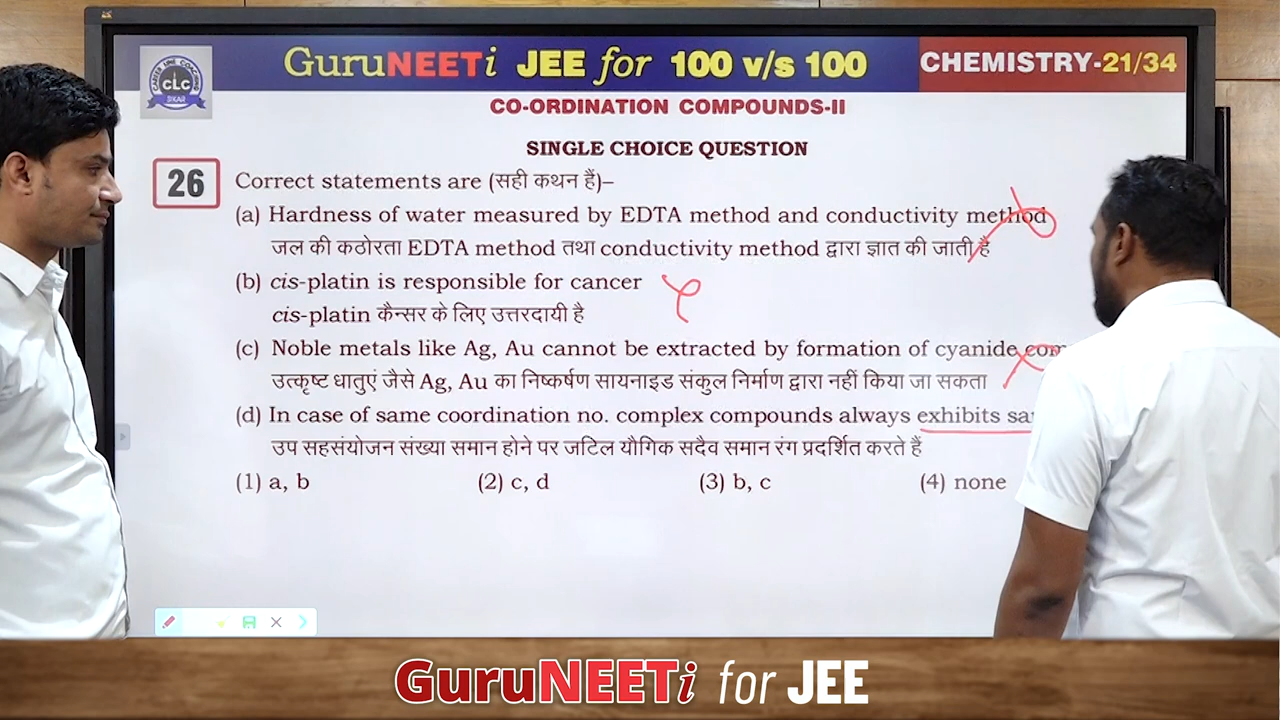 GuruNEETi JEE for 100 v/s 100
CHEMISTRY-21/34
CLC
SIKAR
CO-ORDINATION COMPOUNDS-II
SINGLE CHOICE QUESTION
26 Correct statements are (सही कथन हैं)–
(a) Hardness of water measured by EDTA method and conductivity method
जल की कठोरता EDTA method तथा conductivity method द्वारा ज्ञात की जाती है
(b) cis-platin is responsible for cancer
cis-platin कैन्सर के लिए उत्तरदायी है
(c) Noble metals like Ag, Au cannot be extracted by formation of cyanide
उत्कृष्ट धातुएं जैसे Ag, Au का निष्कर्षण सायनाइड संकुल निर्माण द्वारा नहीं किया जा सकता
(d) In case of same coordination no. complex compounds always exhibits
उप सहसंयोजन संख्या समान होने पर जटिल यौगिक सदैव समान रंग प्रदर्शित करते हैं
(1) a, b (2) c, d (3) b, c (4) none
GuruNEETi for JEE